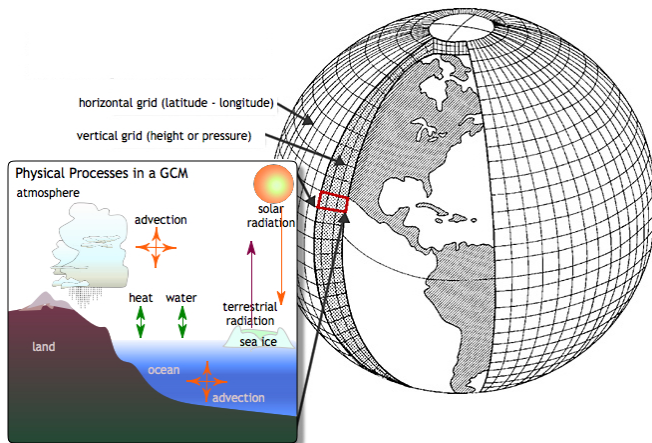 horizontal grid (latitude - longitude)
vertical grid (height or pressure)
Physical Processes in a GCM
atmosphere
advection
solar
radiation
heat
water
terrestrial
radiation
sea ice
land
ocean
advection